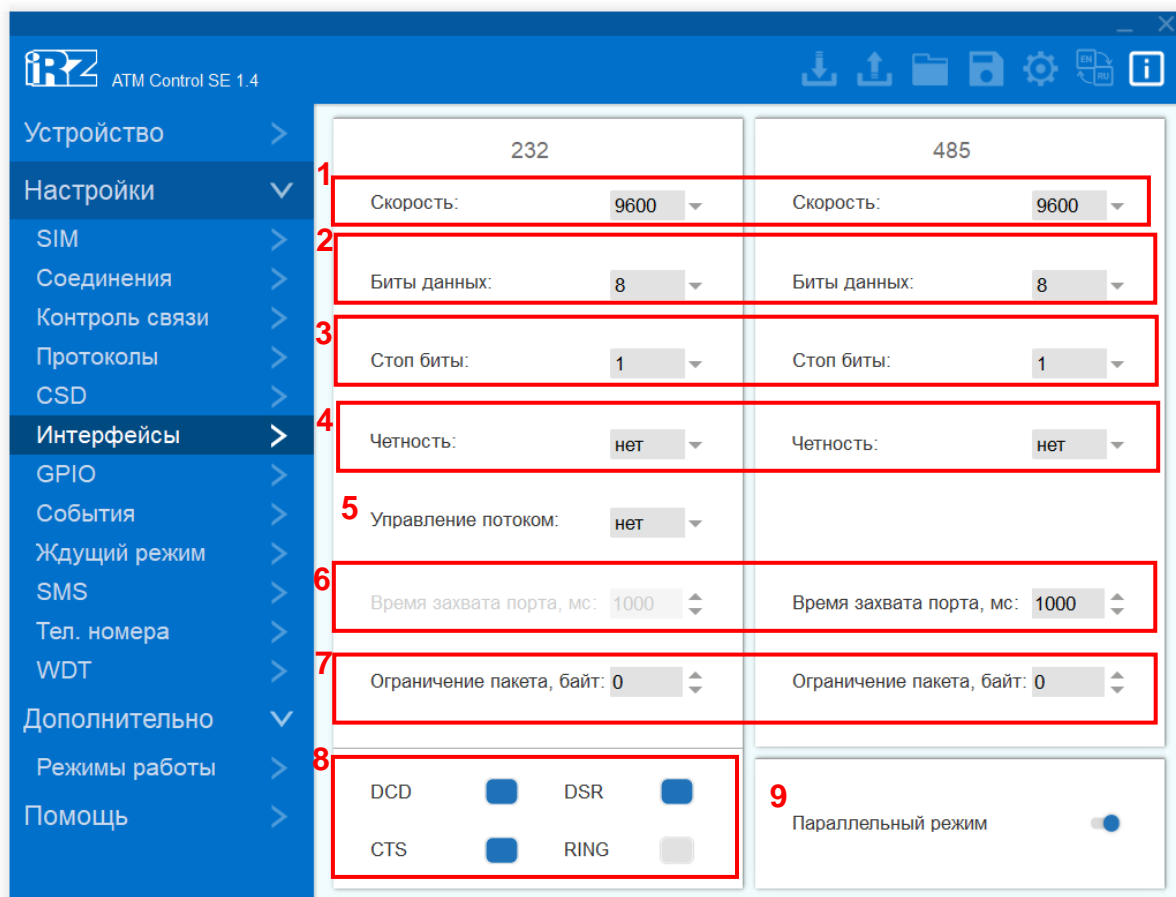 iRZ ATM Control SE 1.4
EN
RU
i
Устройство
Настройки
SIM
Соединения
Контроль связи
Протоколы
CSD
Интерфейсы
GPIO
События
Ждущий режим
SMS
Тел. номера
WDT
Дополнительно
Режимы работы
Помощь
232
485
1
Скорость: 9600 Скорость: 9600
2
Биты данных: 8 Биты данных: 8
3
Стоп биты: 1 Стоп биты: 1
4
Четность: нет Четность: нет
5
Управление потоком: нет
6
Время захвата порта, мс: 1000 Время захвата порта, мс: 1000
7
Ограничение пакета, байт: 0 Ограничение пакета, байт: 0
8
DCD DSR
CTS RING
9
Параллельный режим